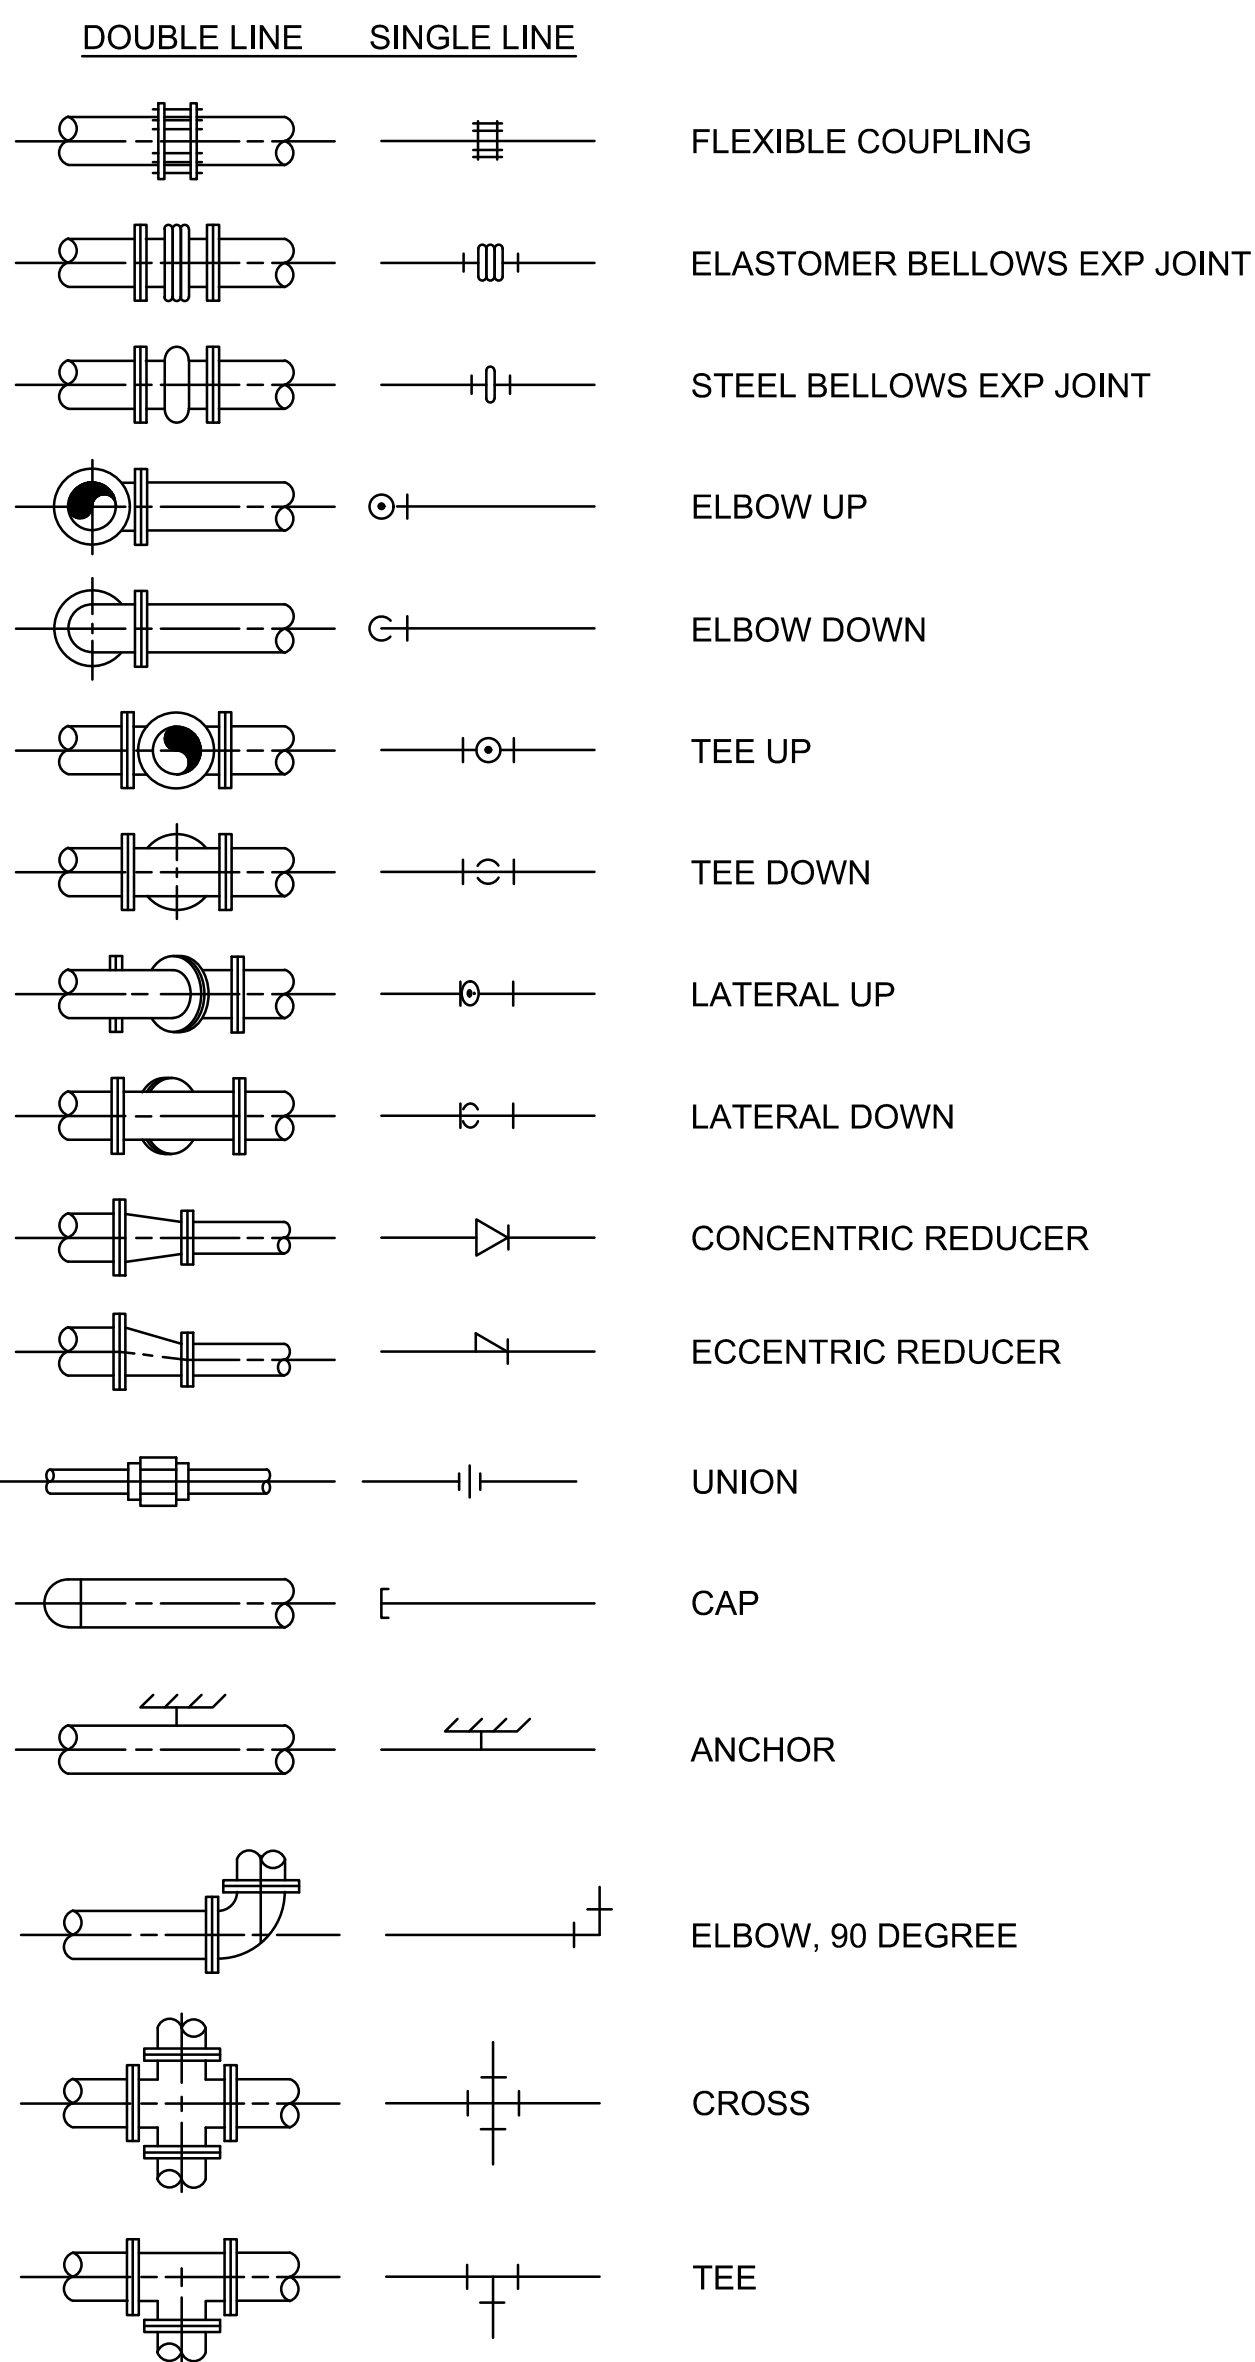 DOUBLE LINE SINGLE LINE
FLEXIBLE COUPLING
ELASTOMER BELLOWS EXP JOINT
STEEL BELLOWS EXP JOINT
ELBOW UP
ELBOW DOWN
TEE UP
TEE DOWN
LATERAL UP
LATERAL DOWN
CONCENTRIC REDUCER
ECCENTRIC REDUCER
UNION
CAP
ANCHOR
ELBOW, 90 DEGREE
CROSS
TEE